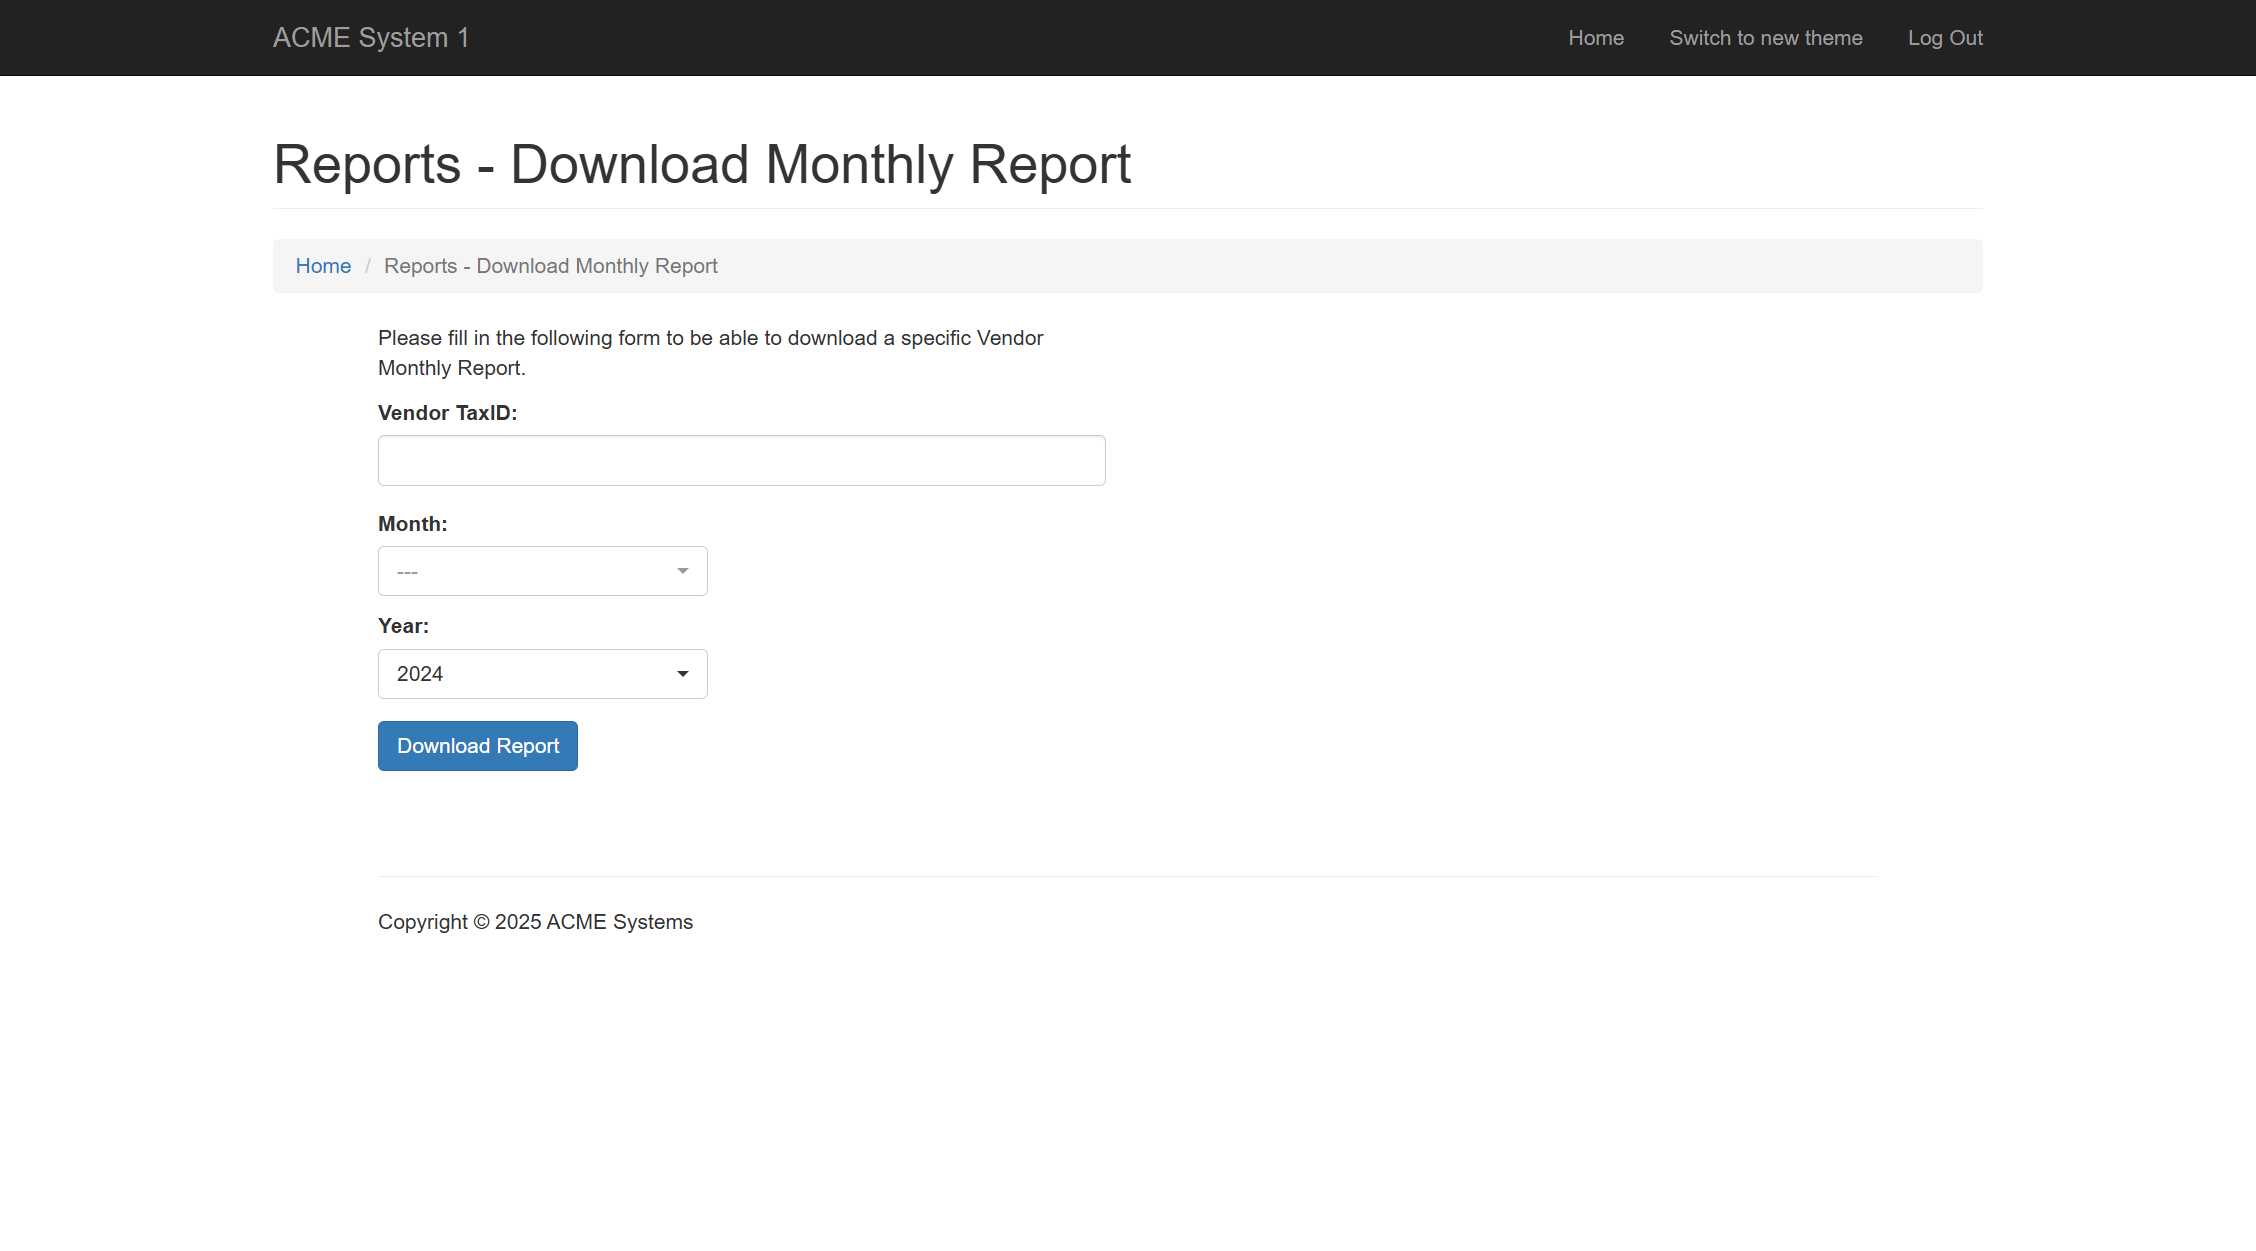 ACME System 1
Home
Switch to new theme
Log Out
Reports - Download Monthly Report
Home / Reports - Download Monthly Report
Please fill in the following form to be able to download a specific Vendor
Monthly Report.
Vendor TaxID:
Month:
---
Year:
2024
Download Report
Copyright © 2025 ACME Systems